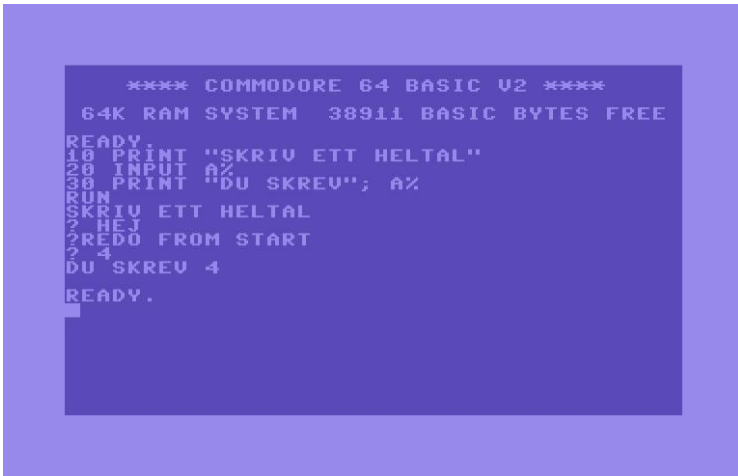 **** COMMODORE 64 BASIC V2 ****
64K RAM SYSTEM  38911 BASIC BYTES FREE
READY.
10 PRINT "SKRIV ETT HELTAL"
20 INPUT A%
30 PRINT "DU SKREV"; A%
RUN
SKRIV ETT HELTAL
? HEJ
?REDO FROM START
? 4
DU SKREV 4
READY.